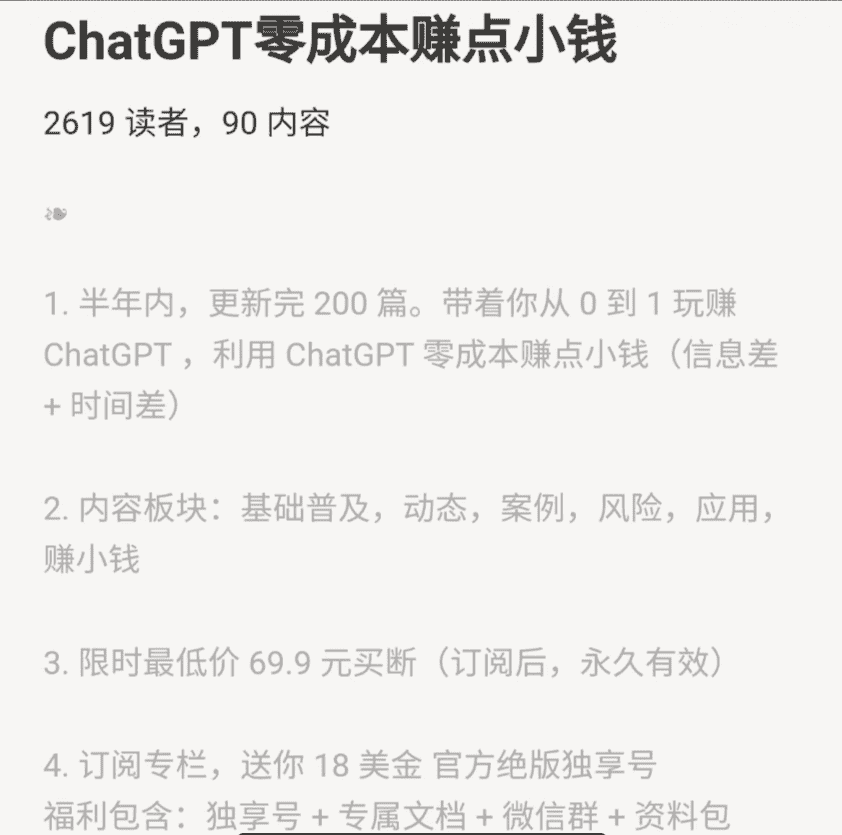 ChatGPT零成本赚点小钱
2619 读者，90 内容
❧
1. 半年内，更新完 200 篇。带着你从 0 到 1 玩赚
ChatGPT ，利用 ChatGPT 零成本赚点小钱（信息差
+ 时间差）
2. 内容板块：基础普及，动态，案例，风险，应用，
赚小钱
3. 限时最低价 69.9 元买断（订阅后，永久有效）
4. 订阅专栏，送你 18 美金 官方绝版独享号
福利包含：独享号 + 专属文档 + 微信群 + 资料包